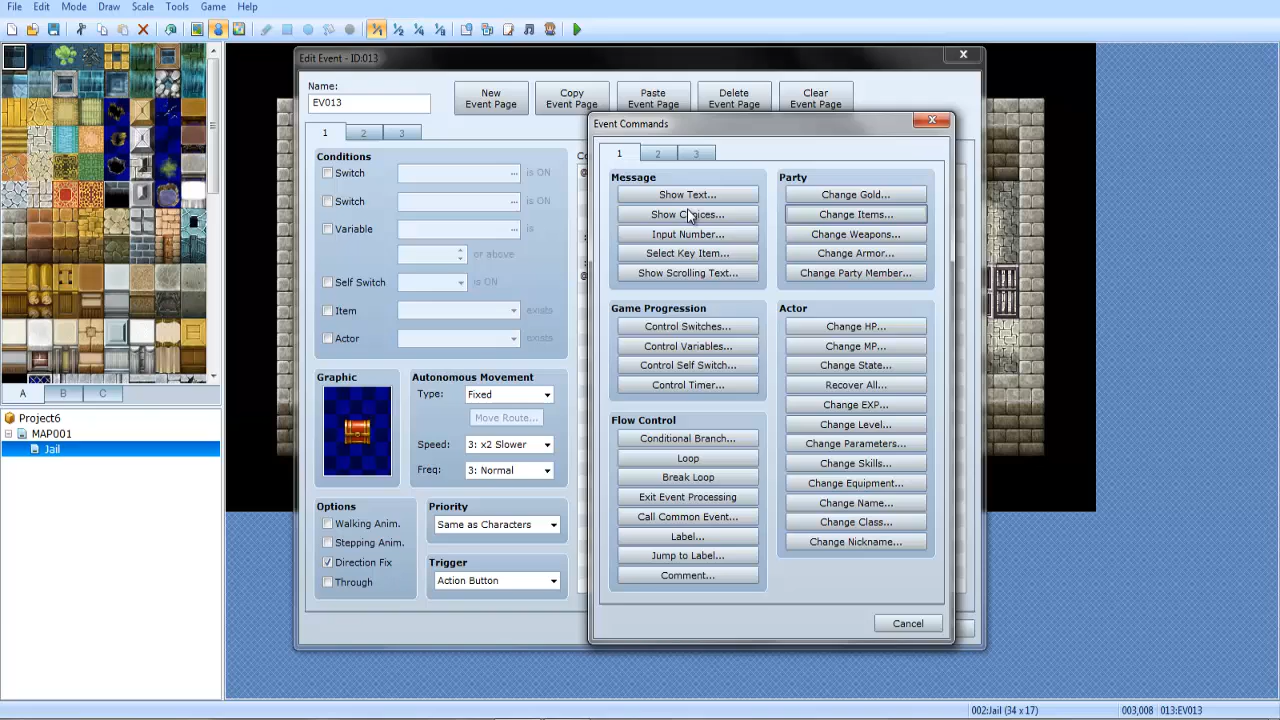 File Edit Mode Draw Scale Tools Game Help
Edit Event - ID:013
Name:
EV013
New Event Page
Copy Event Page
Paste Event Page
Delete Event Page
Clear Event Page
1 2 3
Conditions
Switch ... is ON
Switch ... is ON
Variable ... is
or above
Self Switch is ON
Item exists
Actor exists
Graphic
Autonomous Movement
Type: Fixed
Move Route...
Speed: 3: x2 Slower
Freq: 3: Normal
Options
Walking Anim.
Stepping Anim.
Direction Fix
Through
Priority
Same as Characters
Trigger
Action Button
Event Commands
1 2 3
Message
Show Text...
Show Choices...
Input Number...
Select Key Item...
Show Scrolling Text...
Game Progression
Control Switches...
Control Variables...
Control Self Switch...
Control Timer...
Flow Control
Conditional Branch...
Loop
Break Loop
Exit Event Processing
Call Common Event...
Label...
Jump to Label...
Comment...
Party
Change Gold...
Change Items...
Change Weapons...
Change Armor...
Change Party Member...
Actor
Change HP...
Change MP...
Change State...
Recover All...
Change EXP...
Change Level...
Change Parameters...
Change Skills...
Change Equipment...
Change Name...
Change Class...
Change Nickname...
Cancel
A B C
Project6
MAP001
Jail
002:Jail (34 x 17) 003,008 013:EV013